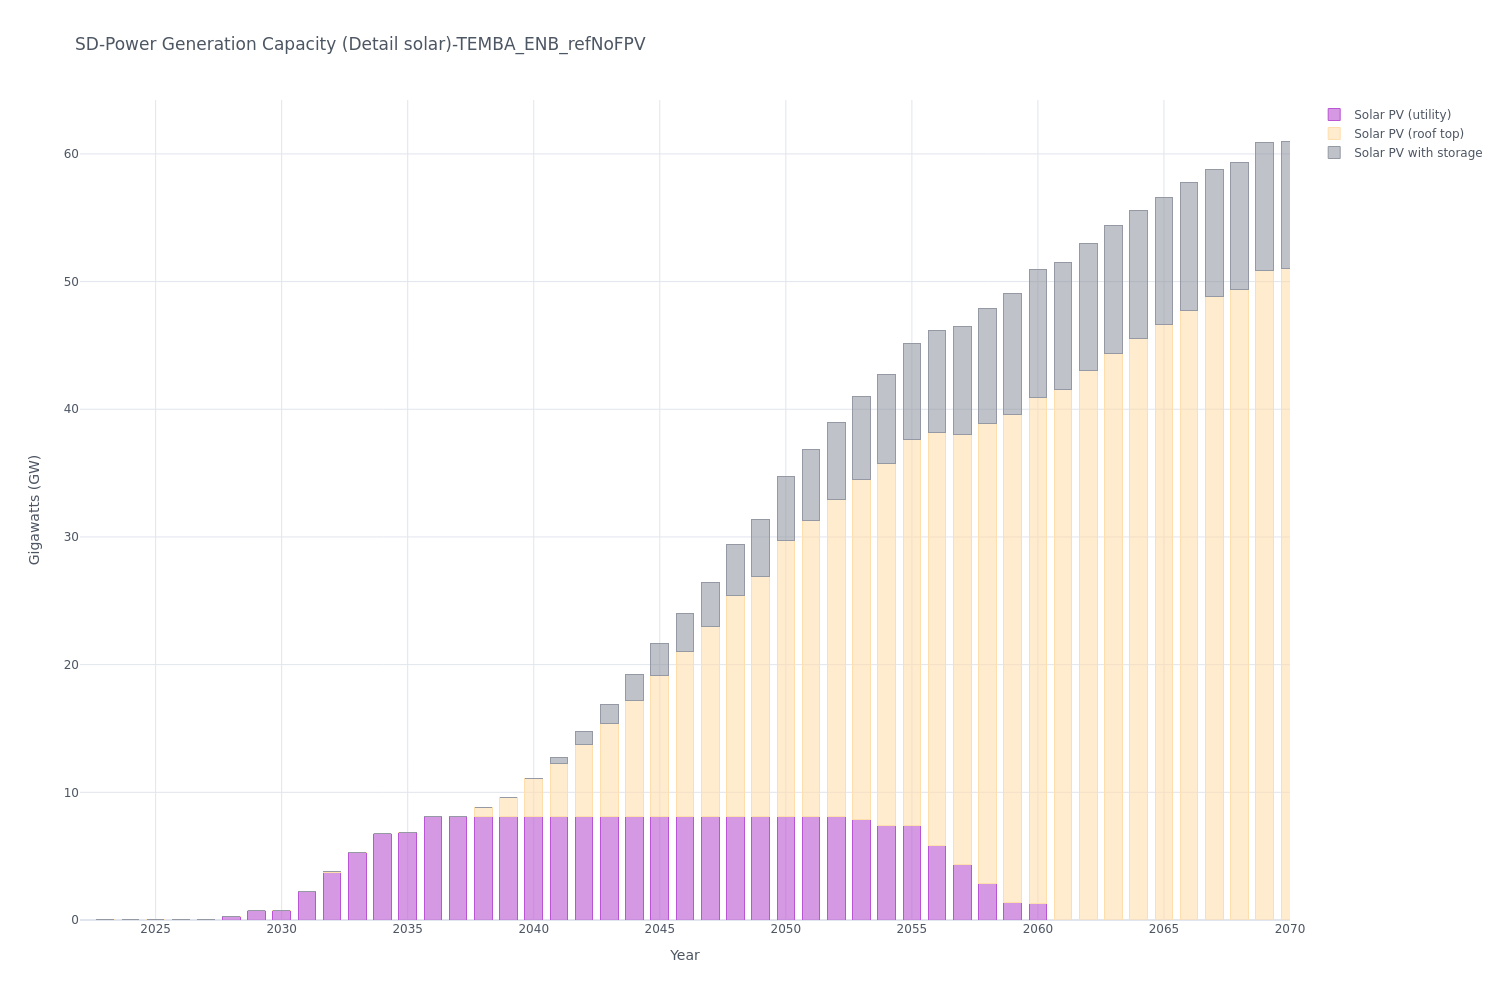 SD-Power Generation Capacity (Detail solar)-TEMBA_ENB_refNoFPV
Solar PV (utility)
Solar PV (roof top)
Solar PV with storage
60
50
40
30
20
10
0
Gigawatts (GW)
2025 2030 2035 2040 2045 2050 2055 2060 2065 2070
Year